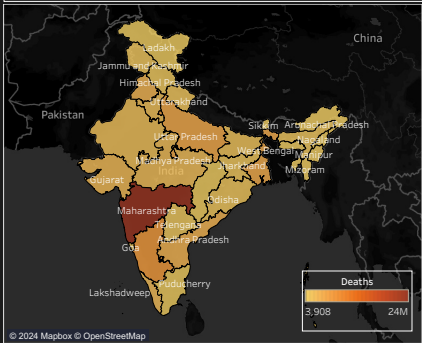 China
Ladakh
Jammu and Kashmir
Himachal Pradesh
Pakistan
Uttarakhand
Sikkim
Arunachal Pradesh
Uttar Pradesh
Nagaland
West Bengal
Manipur
Madhya Pradesh
Jharkhand
India
Mizoram
Gujarat
Odisha
Maharashtra
Telengana
Goa
Andhra Pradesh
Puducherry
Lakshadweep
Deaths
3,908
24M
© 2024 Mapbox © OpenStreetMap